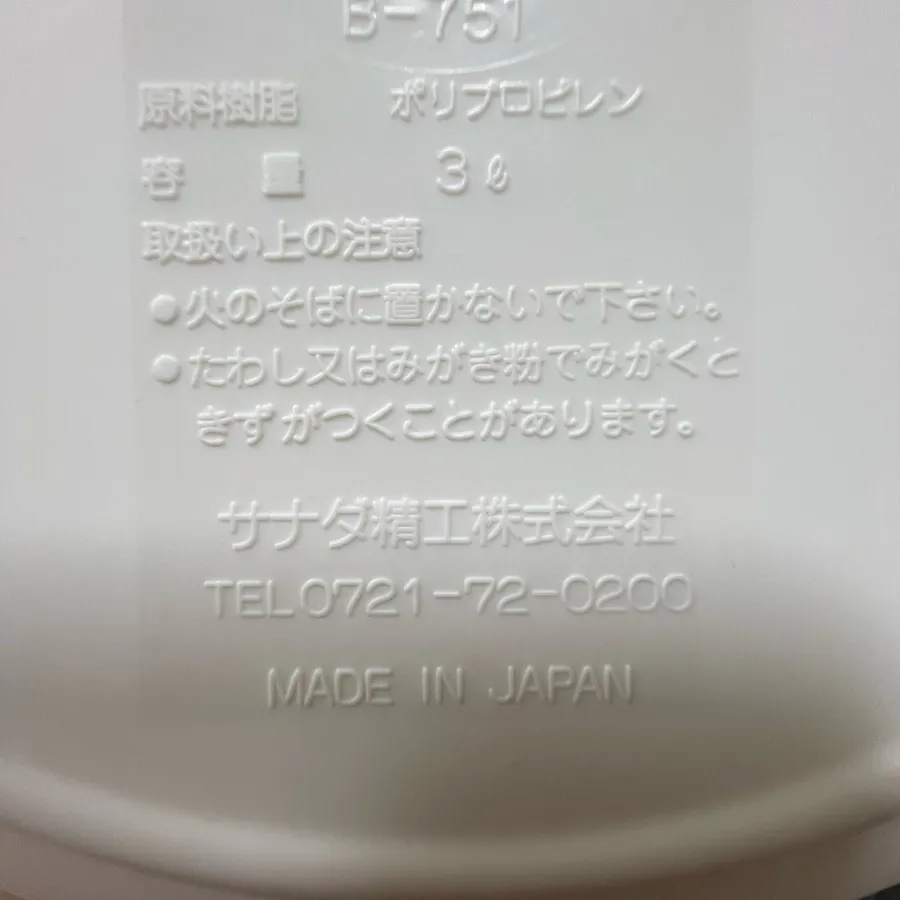 B-751
原料樹脂 ポリプロピレン
容量 3ℓ
取扱い上の注意
●火のそばに置かないで下さい。
●たわし又はみがき粉でみがくと
きずがつくことがあります。
サナダ精工株式会社
TEL0721-72-0200
MADE IN JAPAN